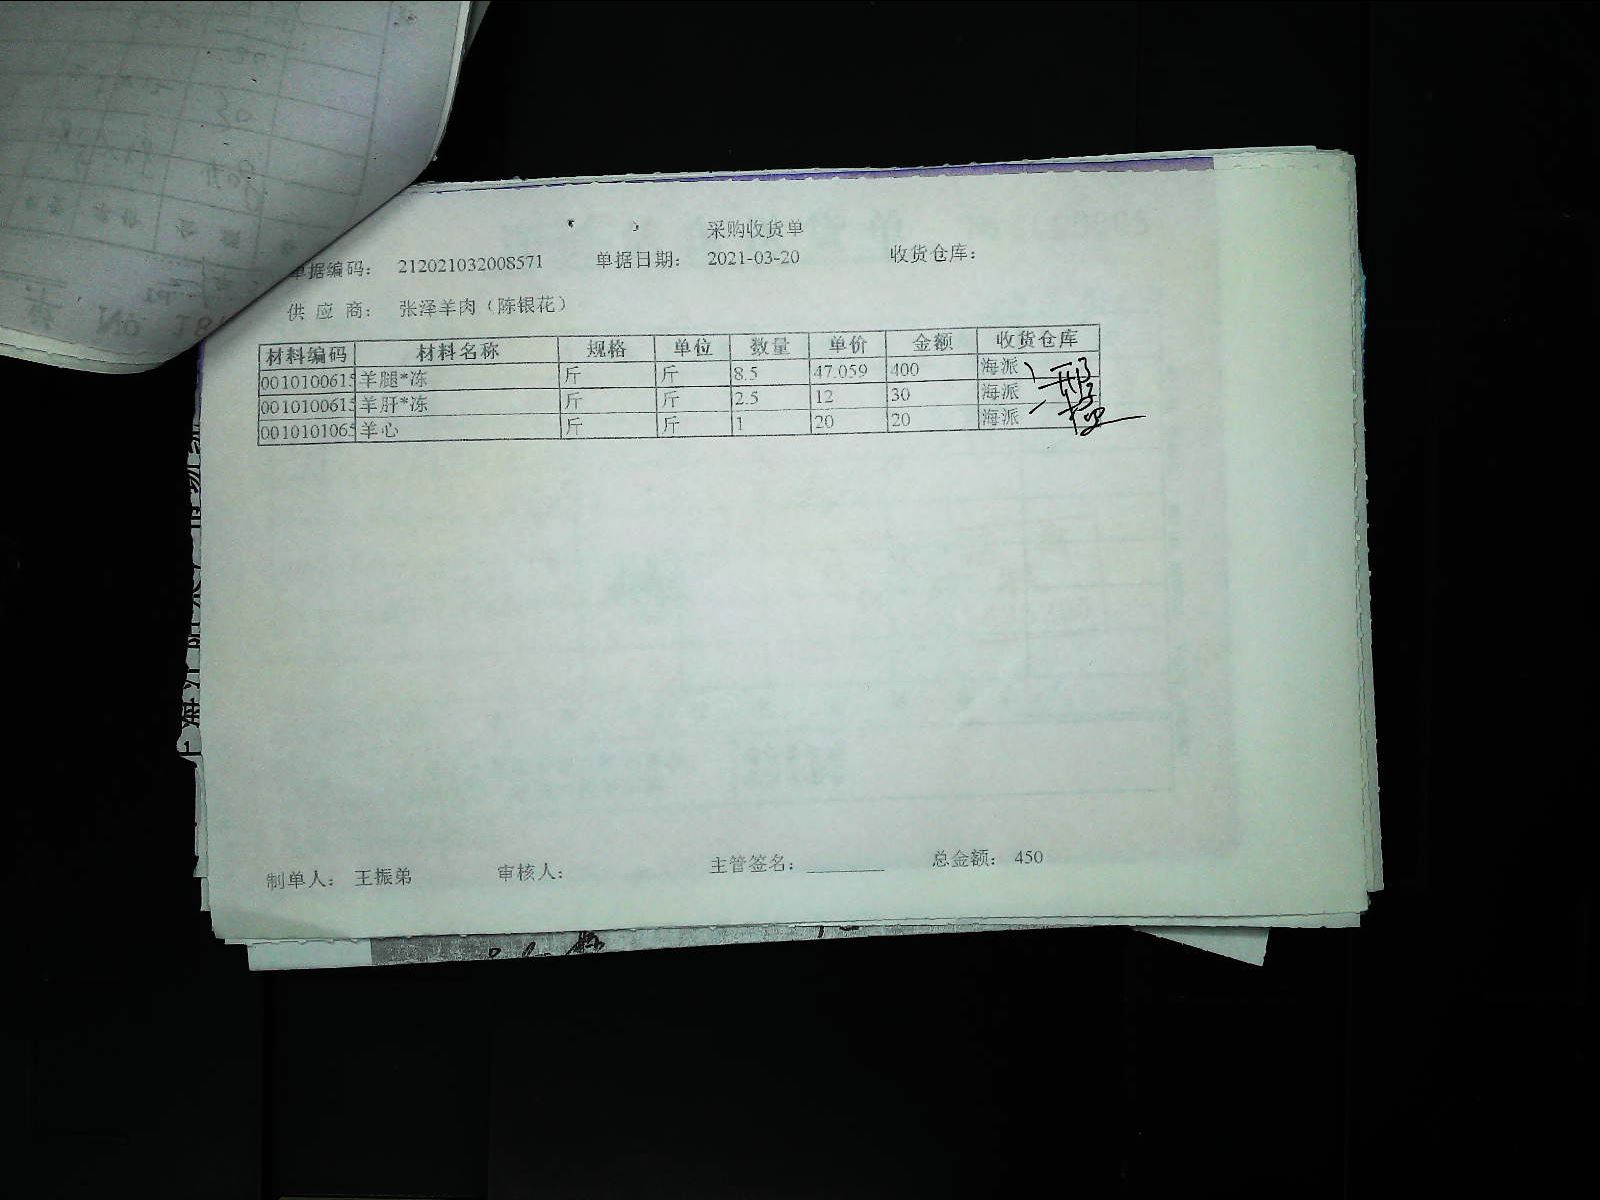 采购收货单
单据编码： 212021032008571 单据日期： 2021-03-20 收货仓库：
供 应 商： 张泽羊肉（陈银花）
材料编码 材料名称 规格 单位 数量 单价 金额 收货仓库
0010100615 羊腿*冻 斤 斤 8.5 47.059 400 海派
0010100615 羊肝*冻 斤 斤 2.5 12 30 海派
0010101065 羊心 斤 斤 1 20 20 海派
制单人： 王振弟 审核人： 主管签名：________ 总金额： 450